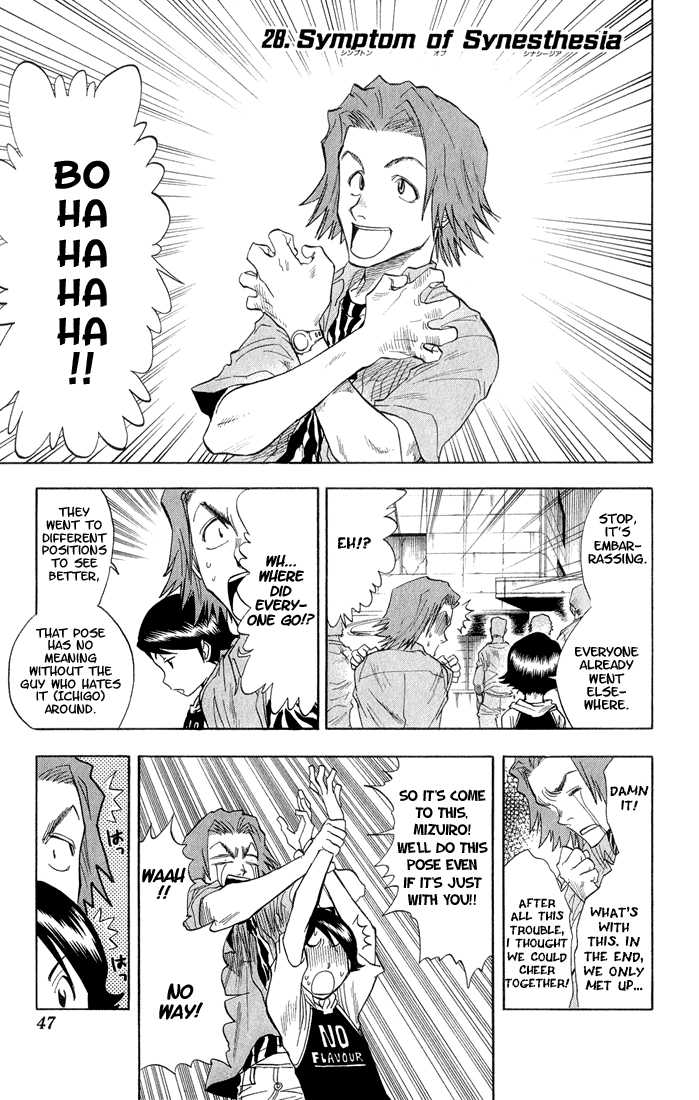 28. Symptom of Synesthesia
シンプトン オブ シナシージア
BO
HA
HA
HA
HA
!!
STOP,
IT'S
EMBAR-
RASSING.
EVERYONE
ALREADY
WENT
ELSE-
WHERE.
EH!?
WH...
WHERE
DID
EVERY-
ONE GO!?
THEY
WENT TO
DIFFERENT
POSITIONS
TO SEE
BETTER,
THAT POSE
HAS NO
MEANING
WITHOUT THE
GUY WHO HATES
IT (ICHIGO)
AROUND.
DAMN
IT!
WHAT'S
WITH
THIS. IN
THE END,
WE ONLY
MET UP...
AFTER
ALL THIS
TROUBLE,
I THOUGHT
WE COULD
CHEER
TOGETHER!
SO IT'S COME
TO THIS,
MIZUIRO!
WE'LL DO THIS
POSE EVEN
IF IT'S JUST
WITH YOU!!
WAAH
!!
NO
WAY!
NO
FLAVOUR
はっ
はっ
47